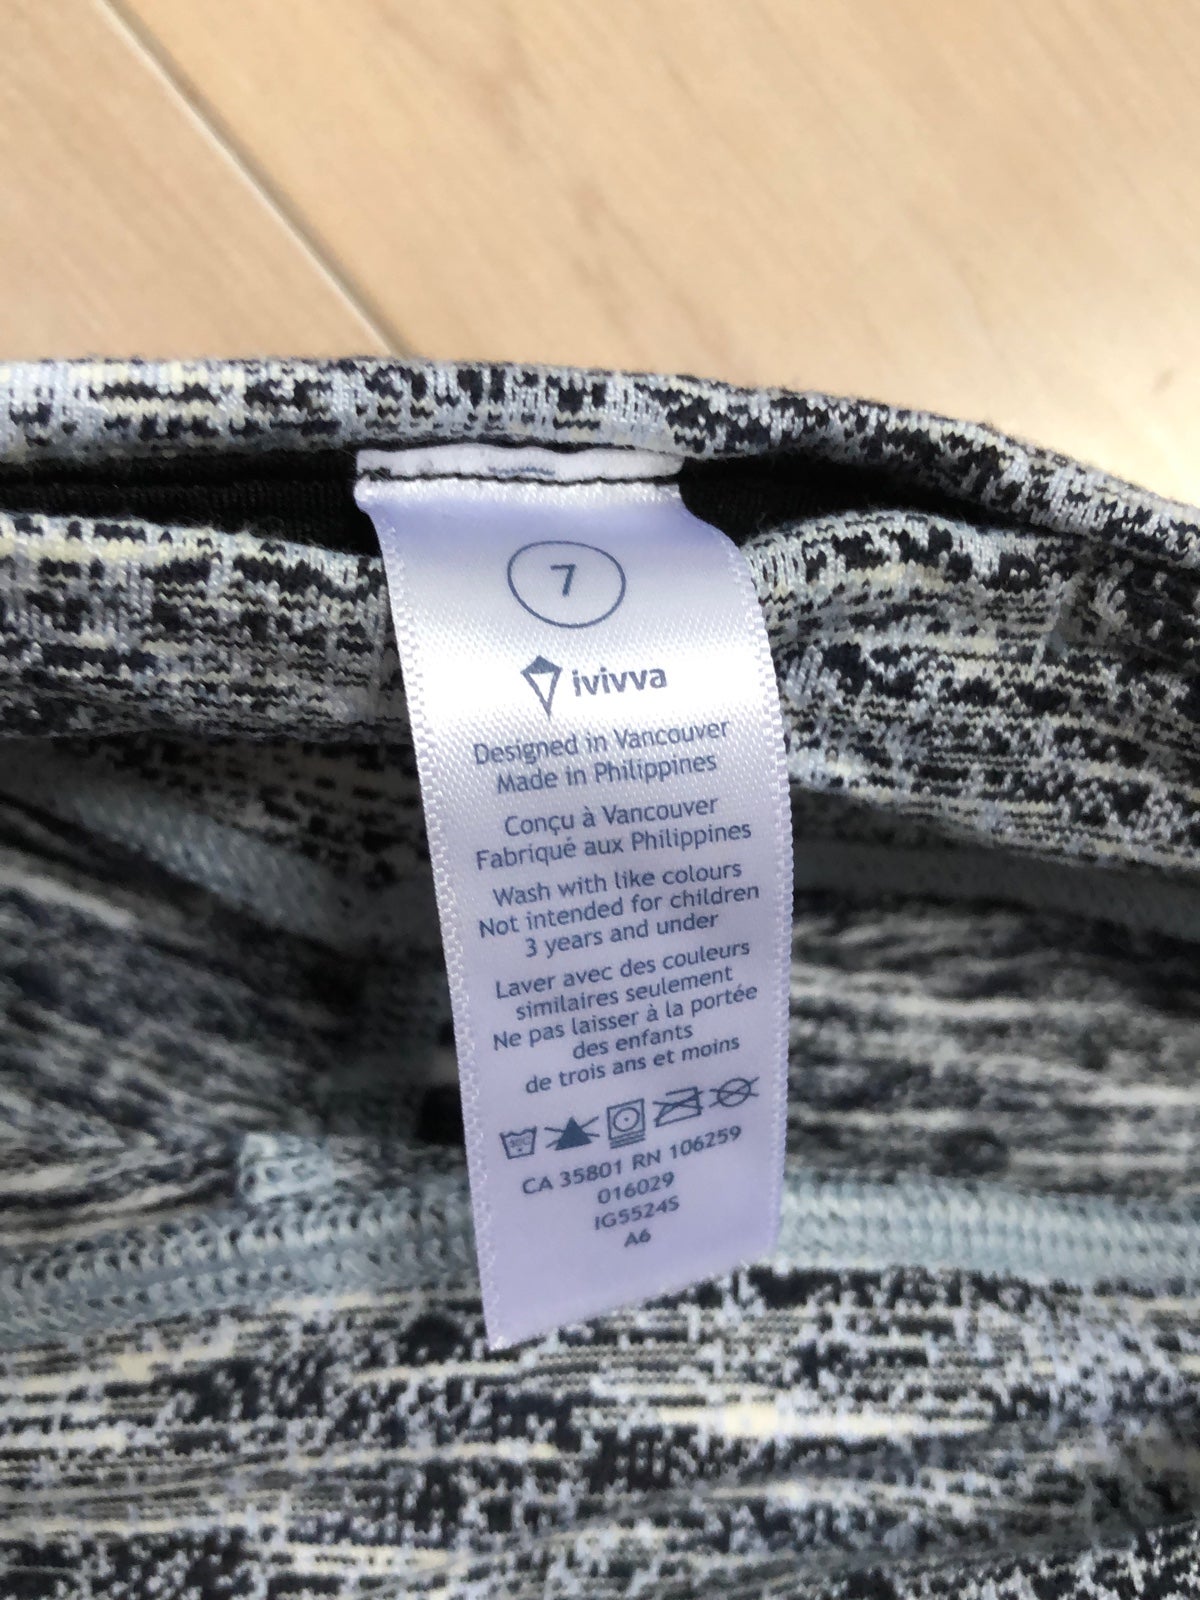 7
ivivva
Designed in Vancouver
Made in Philippines
Conçu à Vancouver
Fabriqué aux Philippines
Wash with like colours
Not intended for children
3 years and under
Laver avec des couleurs
similaires seulement
Ne pas laisser à la portée
des enfants
de trois ans et moins
CA 35801 RN 106259
016029
IG5524S
A6